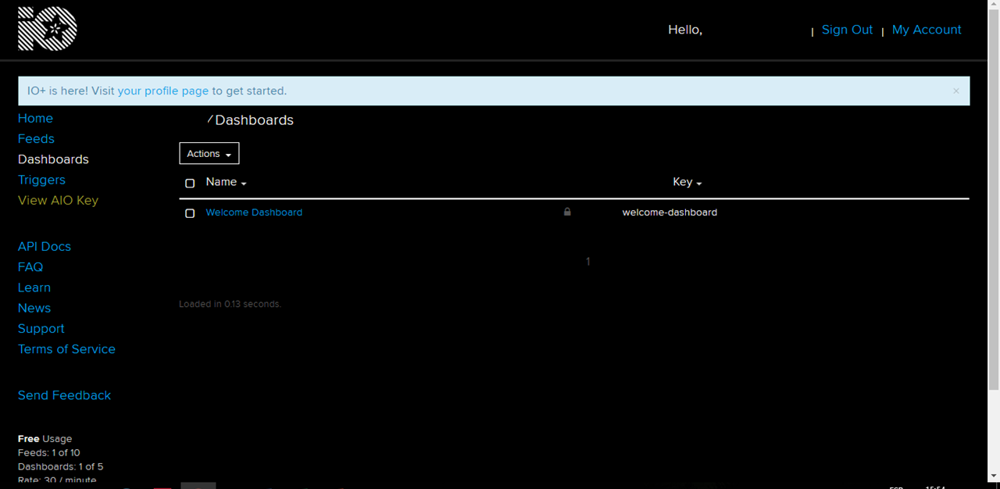 Hello,
| Sign Out | My Account
IO+ is here! Visit your profile page to get started. ×
Home
Feeds
Dashboards
Triggers
View AIO Key
API Docs
FAQ
Learn
News
Support
Terms of Service
Send Feedback
Free Usage
Feeds: 1 of 10
Dashboards: 1 of 5
Rate: 30 / minute
/ Dashboards
Actions
Name Key
Welcome Dashboard welcome-dashboard
1
Loaded in 0.13 seconds.